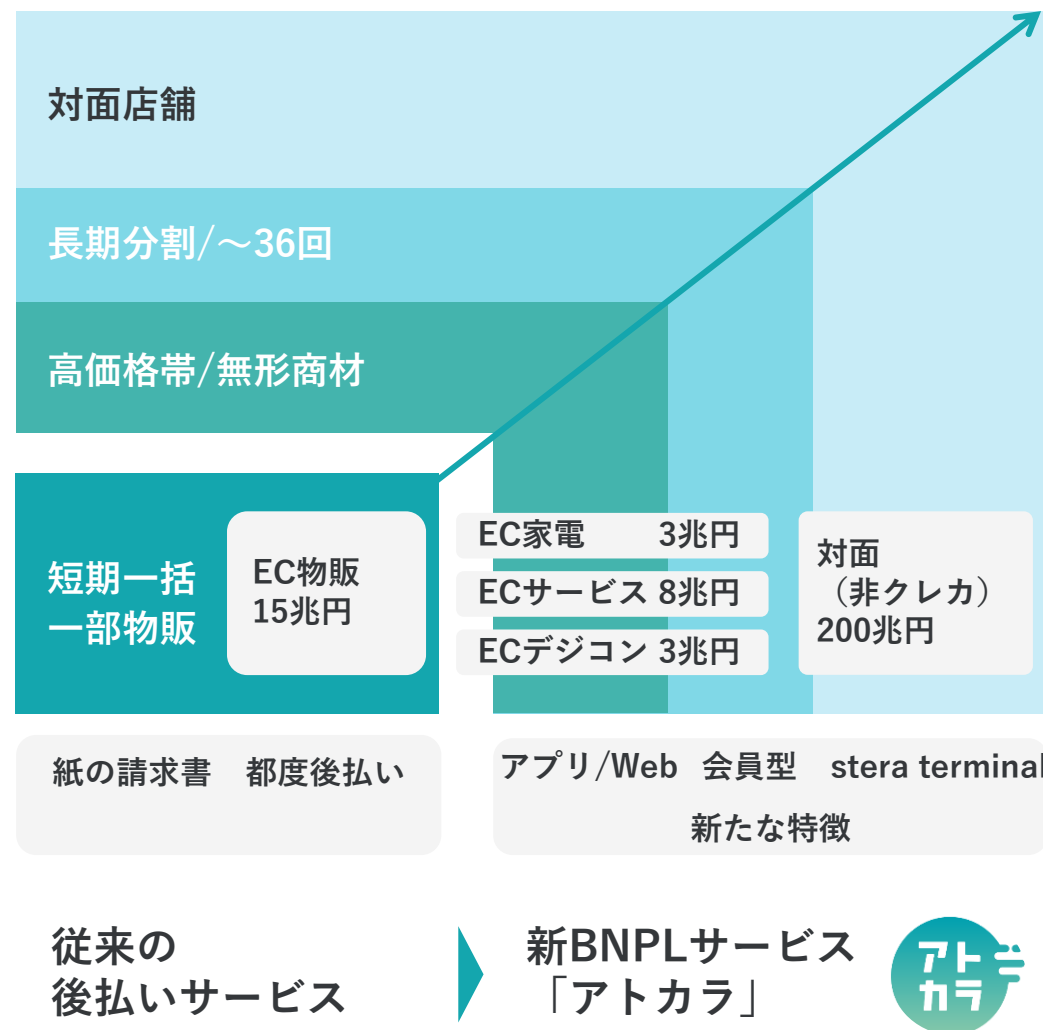 対面店舗
長期分割/〜36回
高価格帯/無形商材
短期一括
一部物販
EC物販
15兆円
EC家電 3兆円
ECサービス 8兆円
ECデジコン 3兆円
対面
（非クレカ）
200兆円
紙の請求書 都度後払い
アプリ/Web 会員型 stera terminal
新たな特徴
従来の
後払いサービス
新BNPLサービス
「アトカラ」
アト
カラ